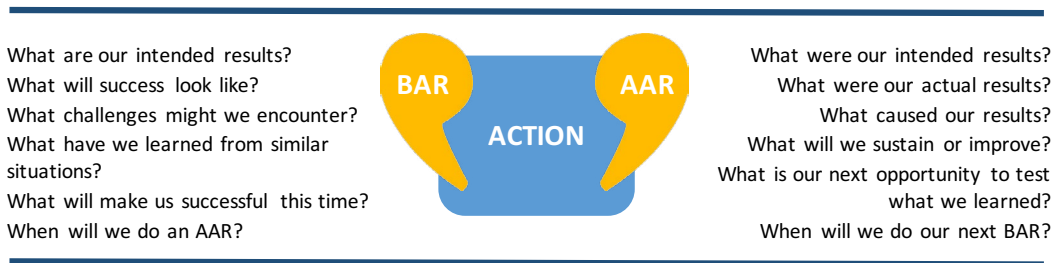 What are our intended results?
What will success look like?
What challenges might we encounter?
What have we learned from similar
situations?
What will make us successful this time?
When will we do an AAR?
BAR
ACTION
AAR
What were our intended results?
What were our actual results?
What caused our results?
What will we sustain or improve?
What is our next opportunity to test
what we learned?
When will we do our next BAR?